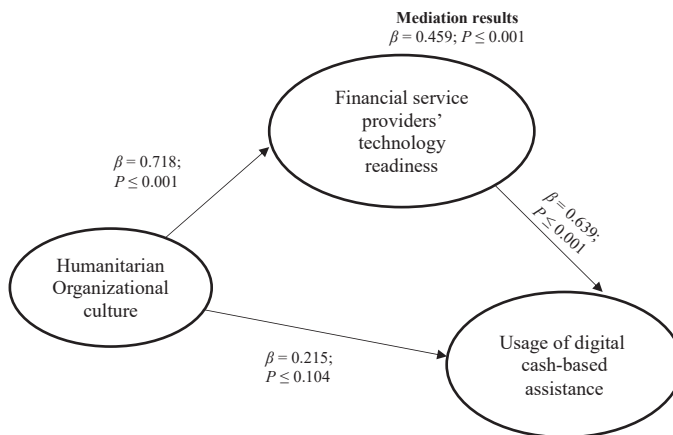 Mediation results
β = 0.459; P ≤ 0.001
Financial service
providers’
technology
readiness
β = 0.718;
P ≤ 0.001
β = 0.639;
P ≤ 0.001
Humanitarian
Organizational
culture
β = 0.215;
P ≤ 0.104
Usage of digital
cash-based
assistance